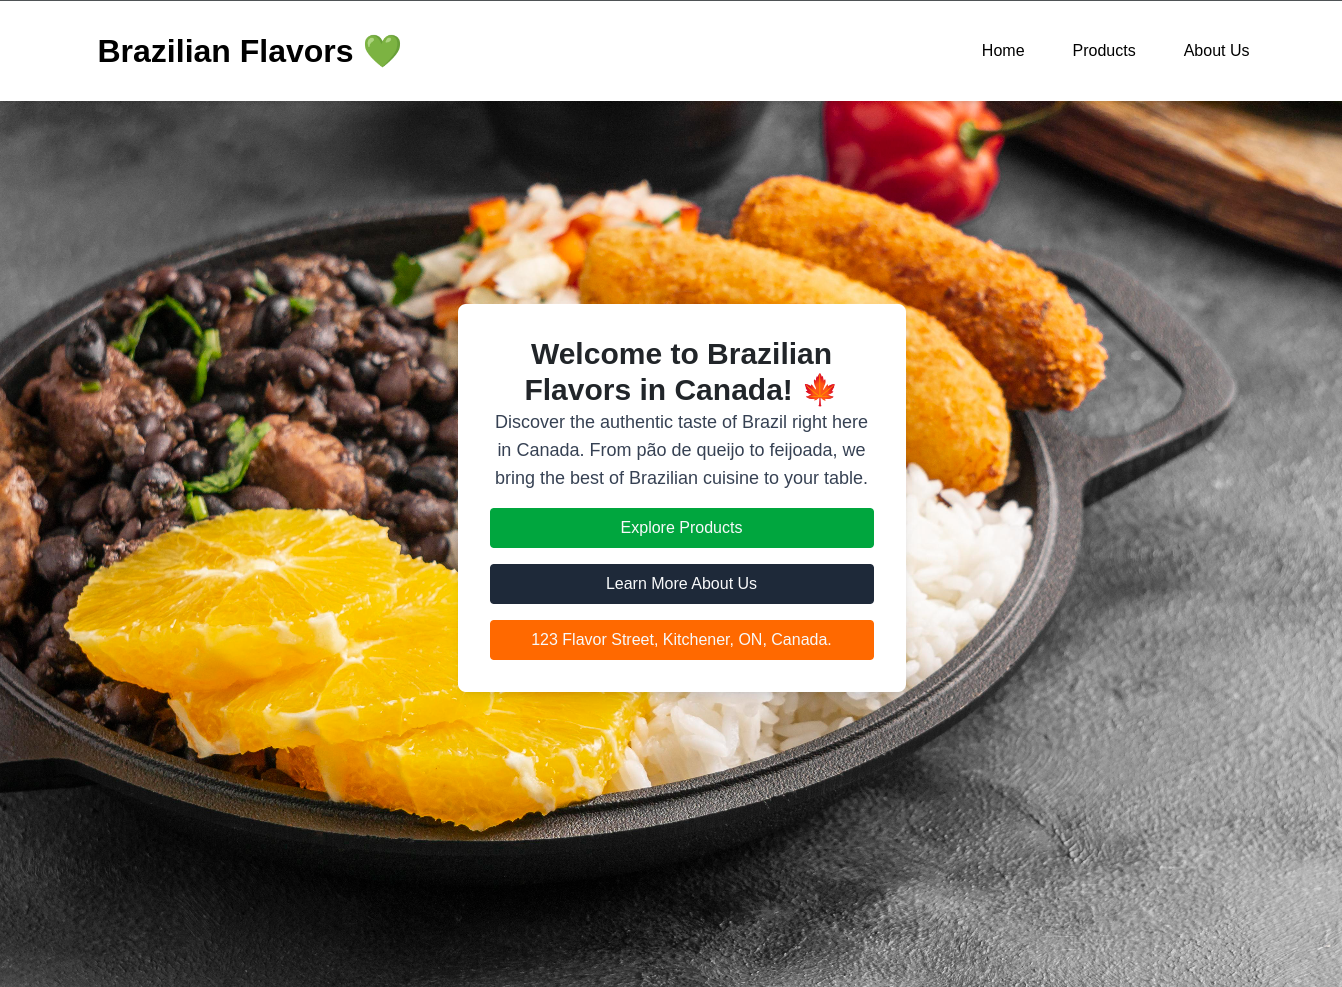 Brazilian Flavors 💚
Home Products About Us
Welcome to Brazilian
Flavors in Canada! 🍁
Discover the authentic taste of Brazil right here
in Canada. From pão de queijo to feijoada, we
bring the best of Brazilian cuisine to your table.
Explore Products
Learn More About Us
123 Flavor Street, Kitchener, ON, Canada.